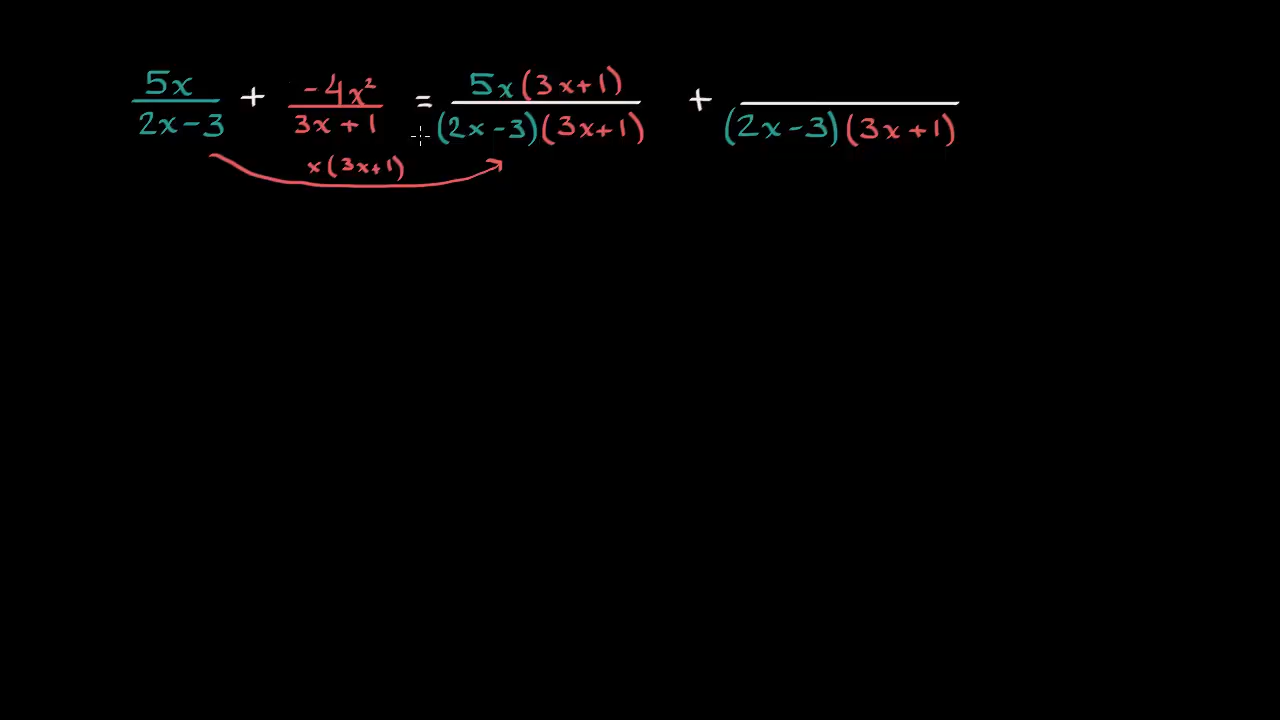 5x + -4x² = 5x(3x+1) +
2x-3 3x+1 (2x-3)(3x+1) (2x-3)(3x+1)
x(3x+1)